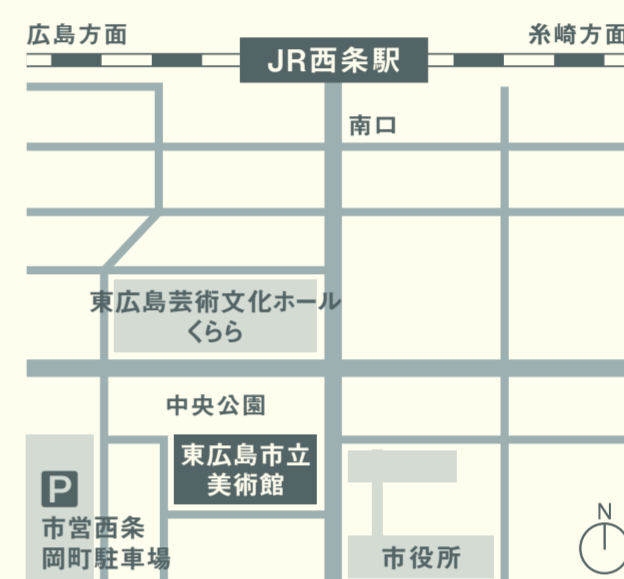 広島方面
糸崎方面
JR西条駅
南口
東広島芸術文化ホール
くらら
中央公園
東広島市立
美術館
P
市営西条
岡町駐車場
市役所
N